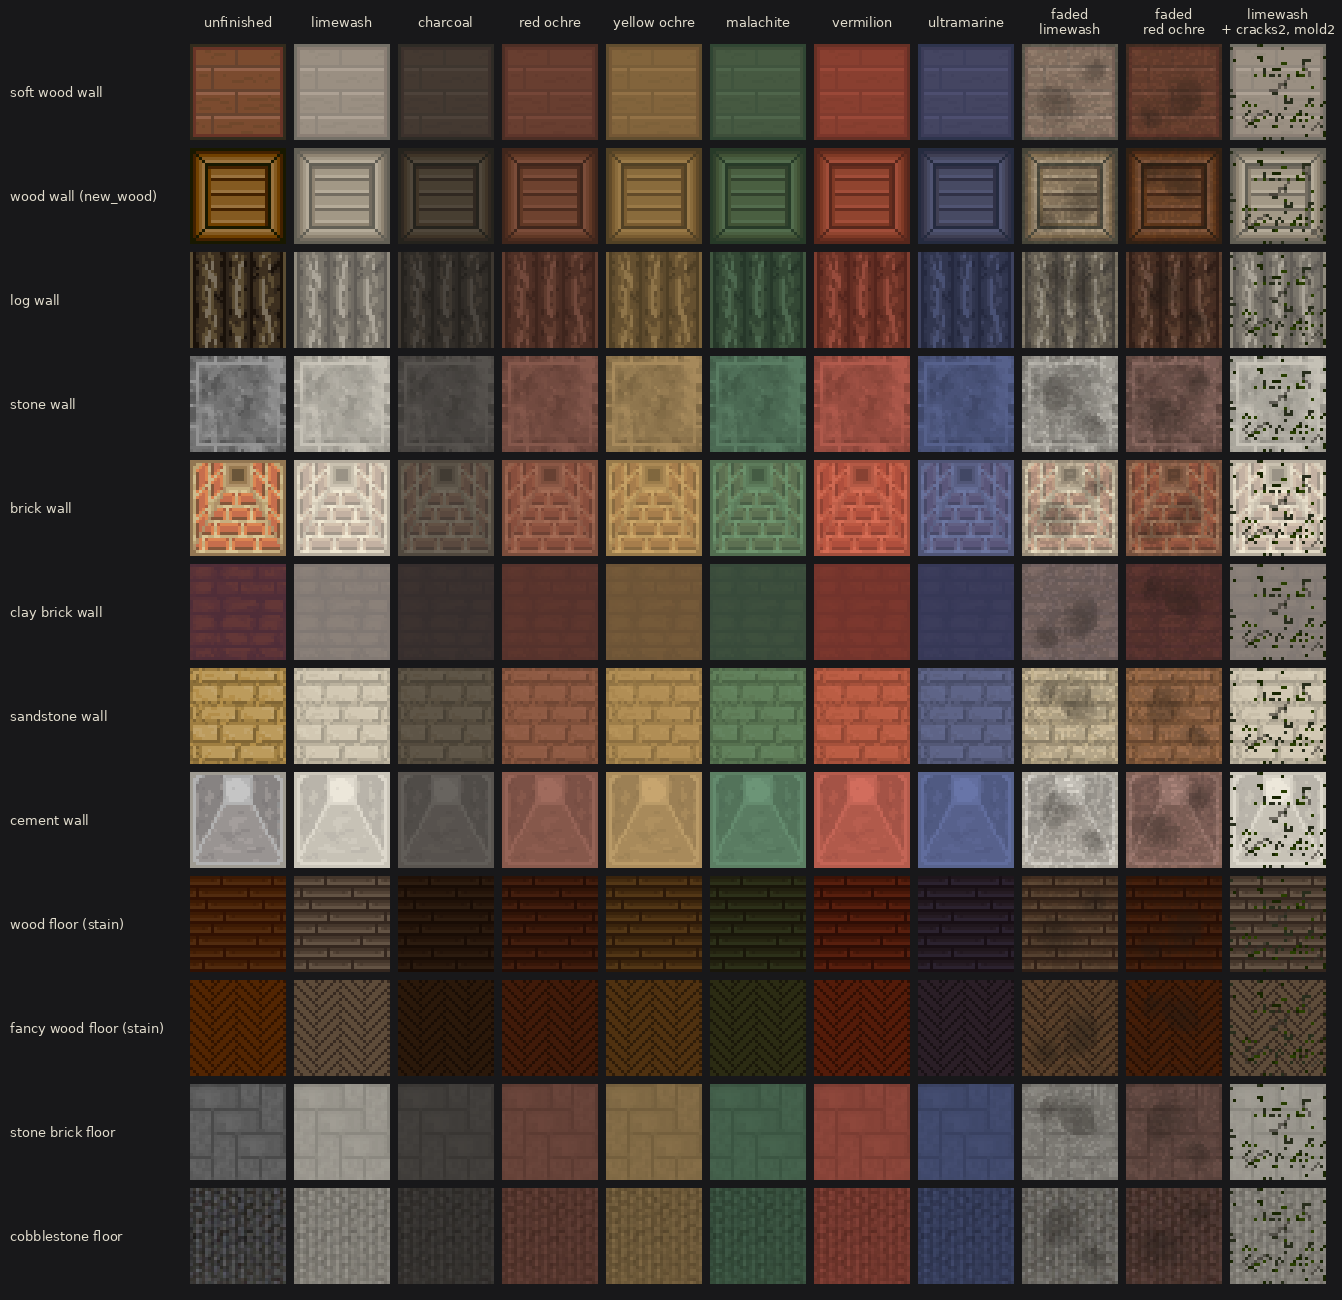 unfinished limewash charcoal red ochre yellow ochre malachite vermilion ultramarine faded limewash faded red ochre limewash + cracks2, mold2
soft wood wall
wood wall (new_wood)
log wall
stone wall
brick wall
clay brick wall
sandstone wall
cement wall
wood floor (stain)
fancy wood floor (stain)
stone brick floor
cobblestone floor